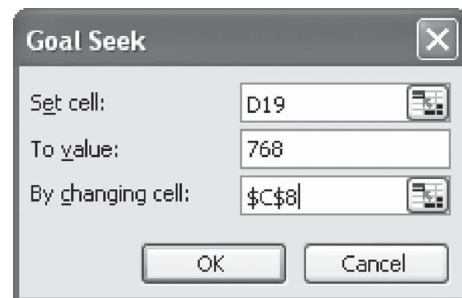 Goal Seek
Set cell: D19
To value: 768
By changing cell: $C$8
OK Cancel